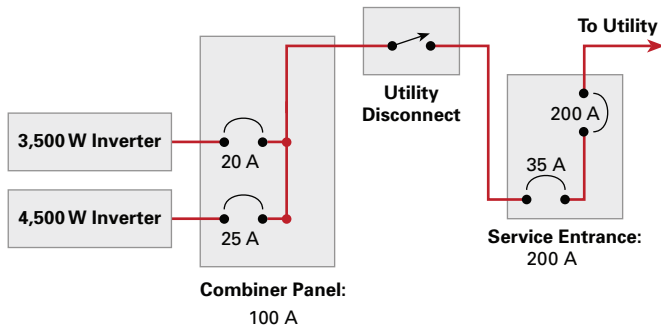 To Utility
Utility
Disconnect
200 A
3,500 W Inverter
20 A
35 A
4,500 W Inverter
25 A
Service Entrance:
200 A
Combiner Panel:
100 A